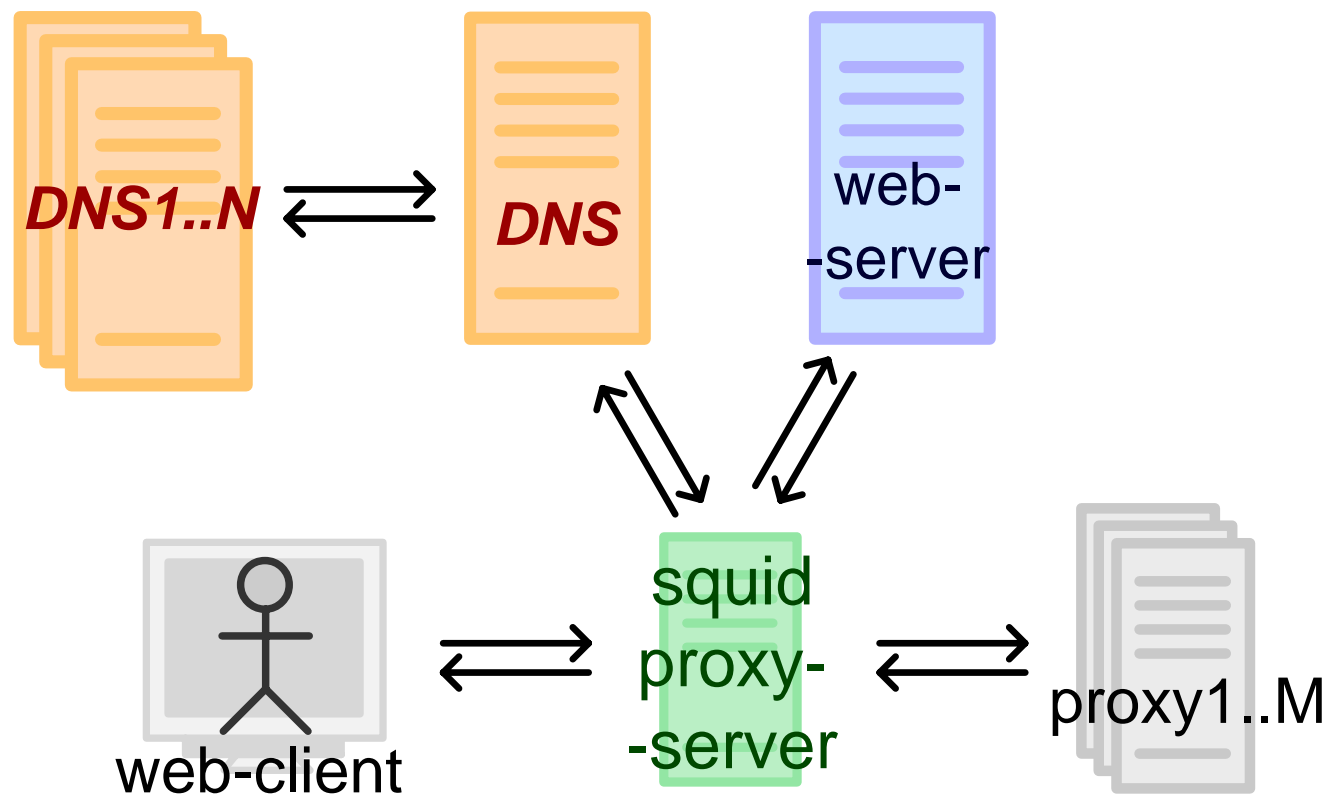 DNS1..N
DNS
web-
-server
squid
proxy-
-server
web-client
proxy1..M